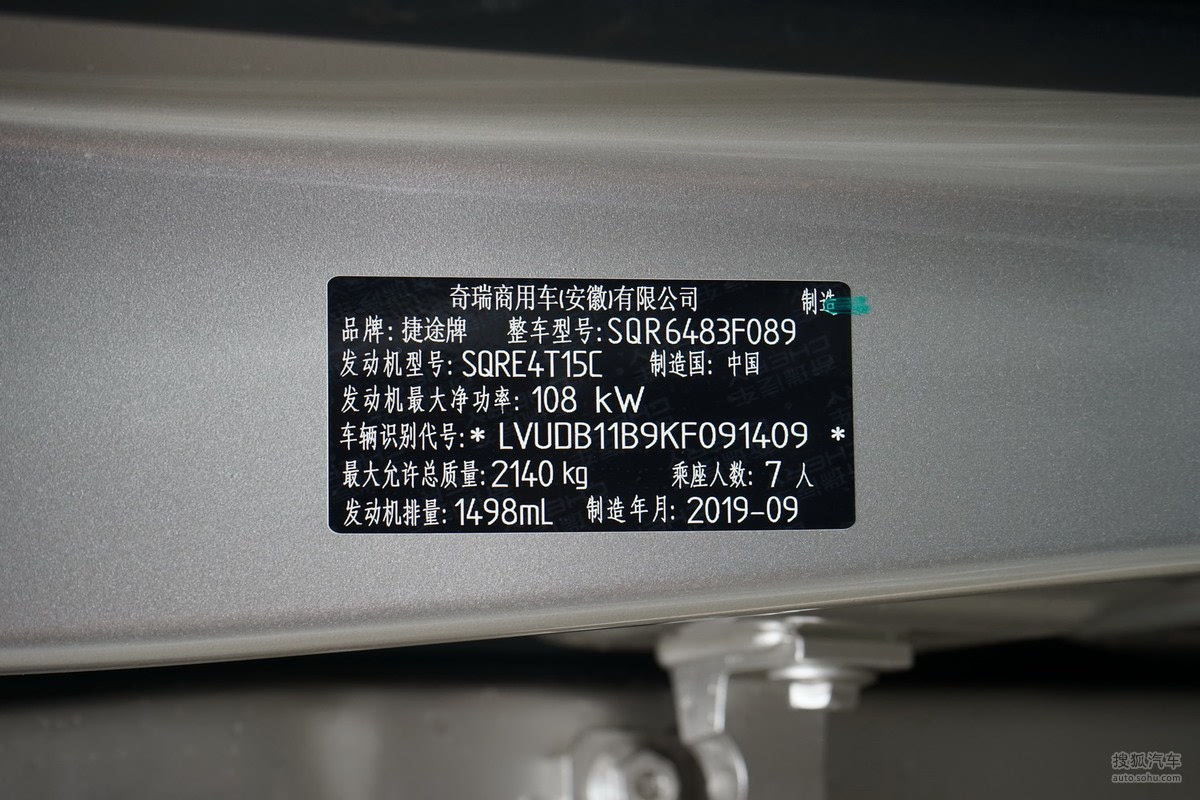 奇瑞商用车(安徽)有限公司 制造
品牌: 捷途牌 整车型号: SQR6483F089
发动机型号: SQRE4T15C 制造国: 中国
发动机最大净功率: 108 kW
车辆识别代号: * LVUDB11B9KF091409 *
最大允许总质量: 2140 kg 乘座人数: 7 人
发动机排量: 1498mL 制造年月: 2019-09
搜狐汽车
auto.sohu.com